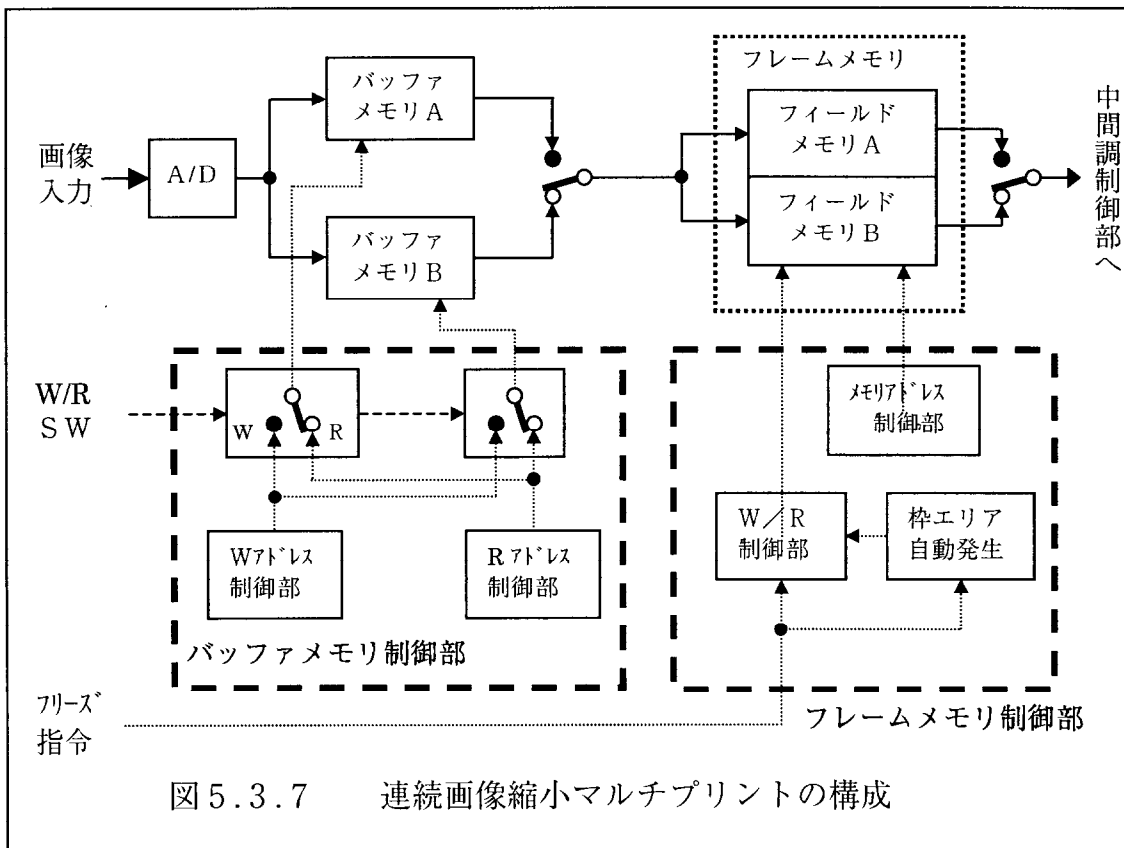 画像
入力
A/D
バッファ
メモリA
バッファ
メモリB
フレームメモリ
フィールド
メモリA
フィールド
メモリB
中間調制御部へ
W/R
SW
W
R
Wアドレス
制御部
Rアドレス
制御部
バッファメモリ制御部
メモリアドレス
制御部
W/R
制御部
枠エリア
自動発生
フレームメモリ制御部
フリーズ
指令
図5.3.7 連続画像縮小マルチプリントの構成